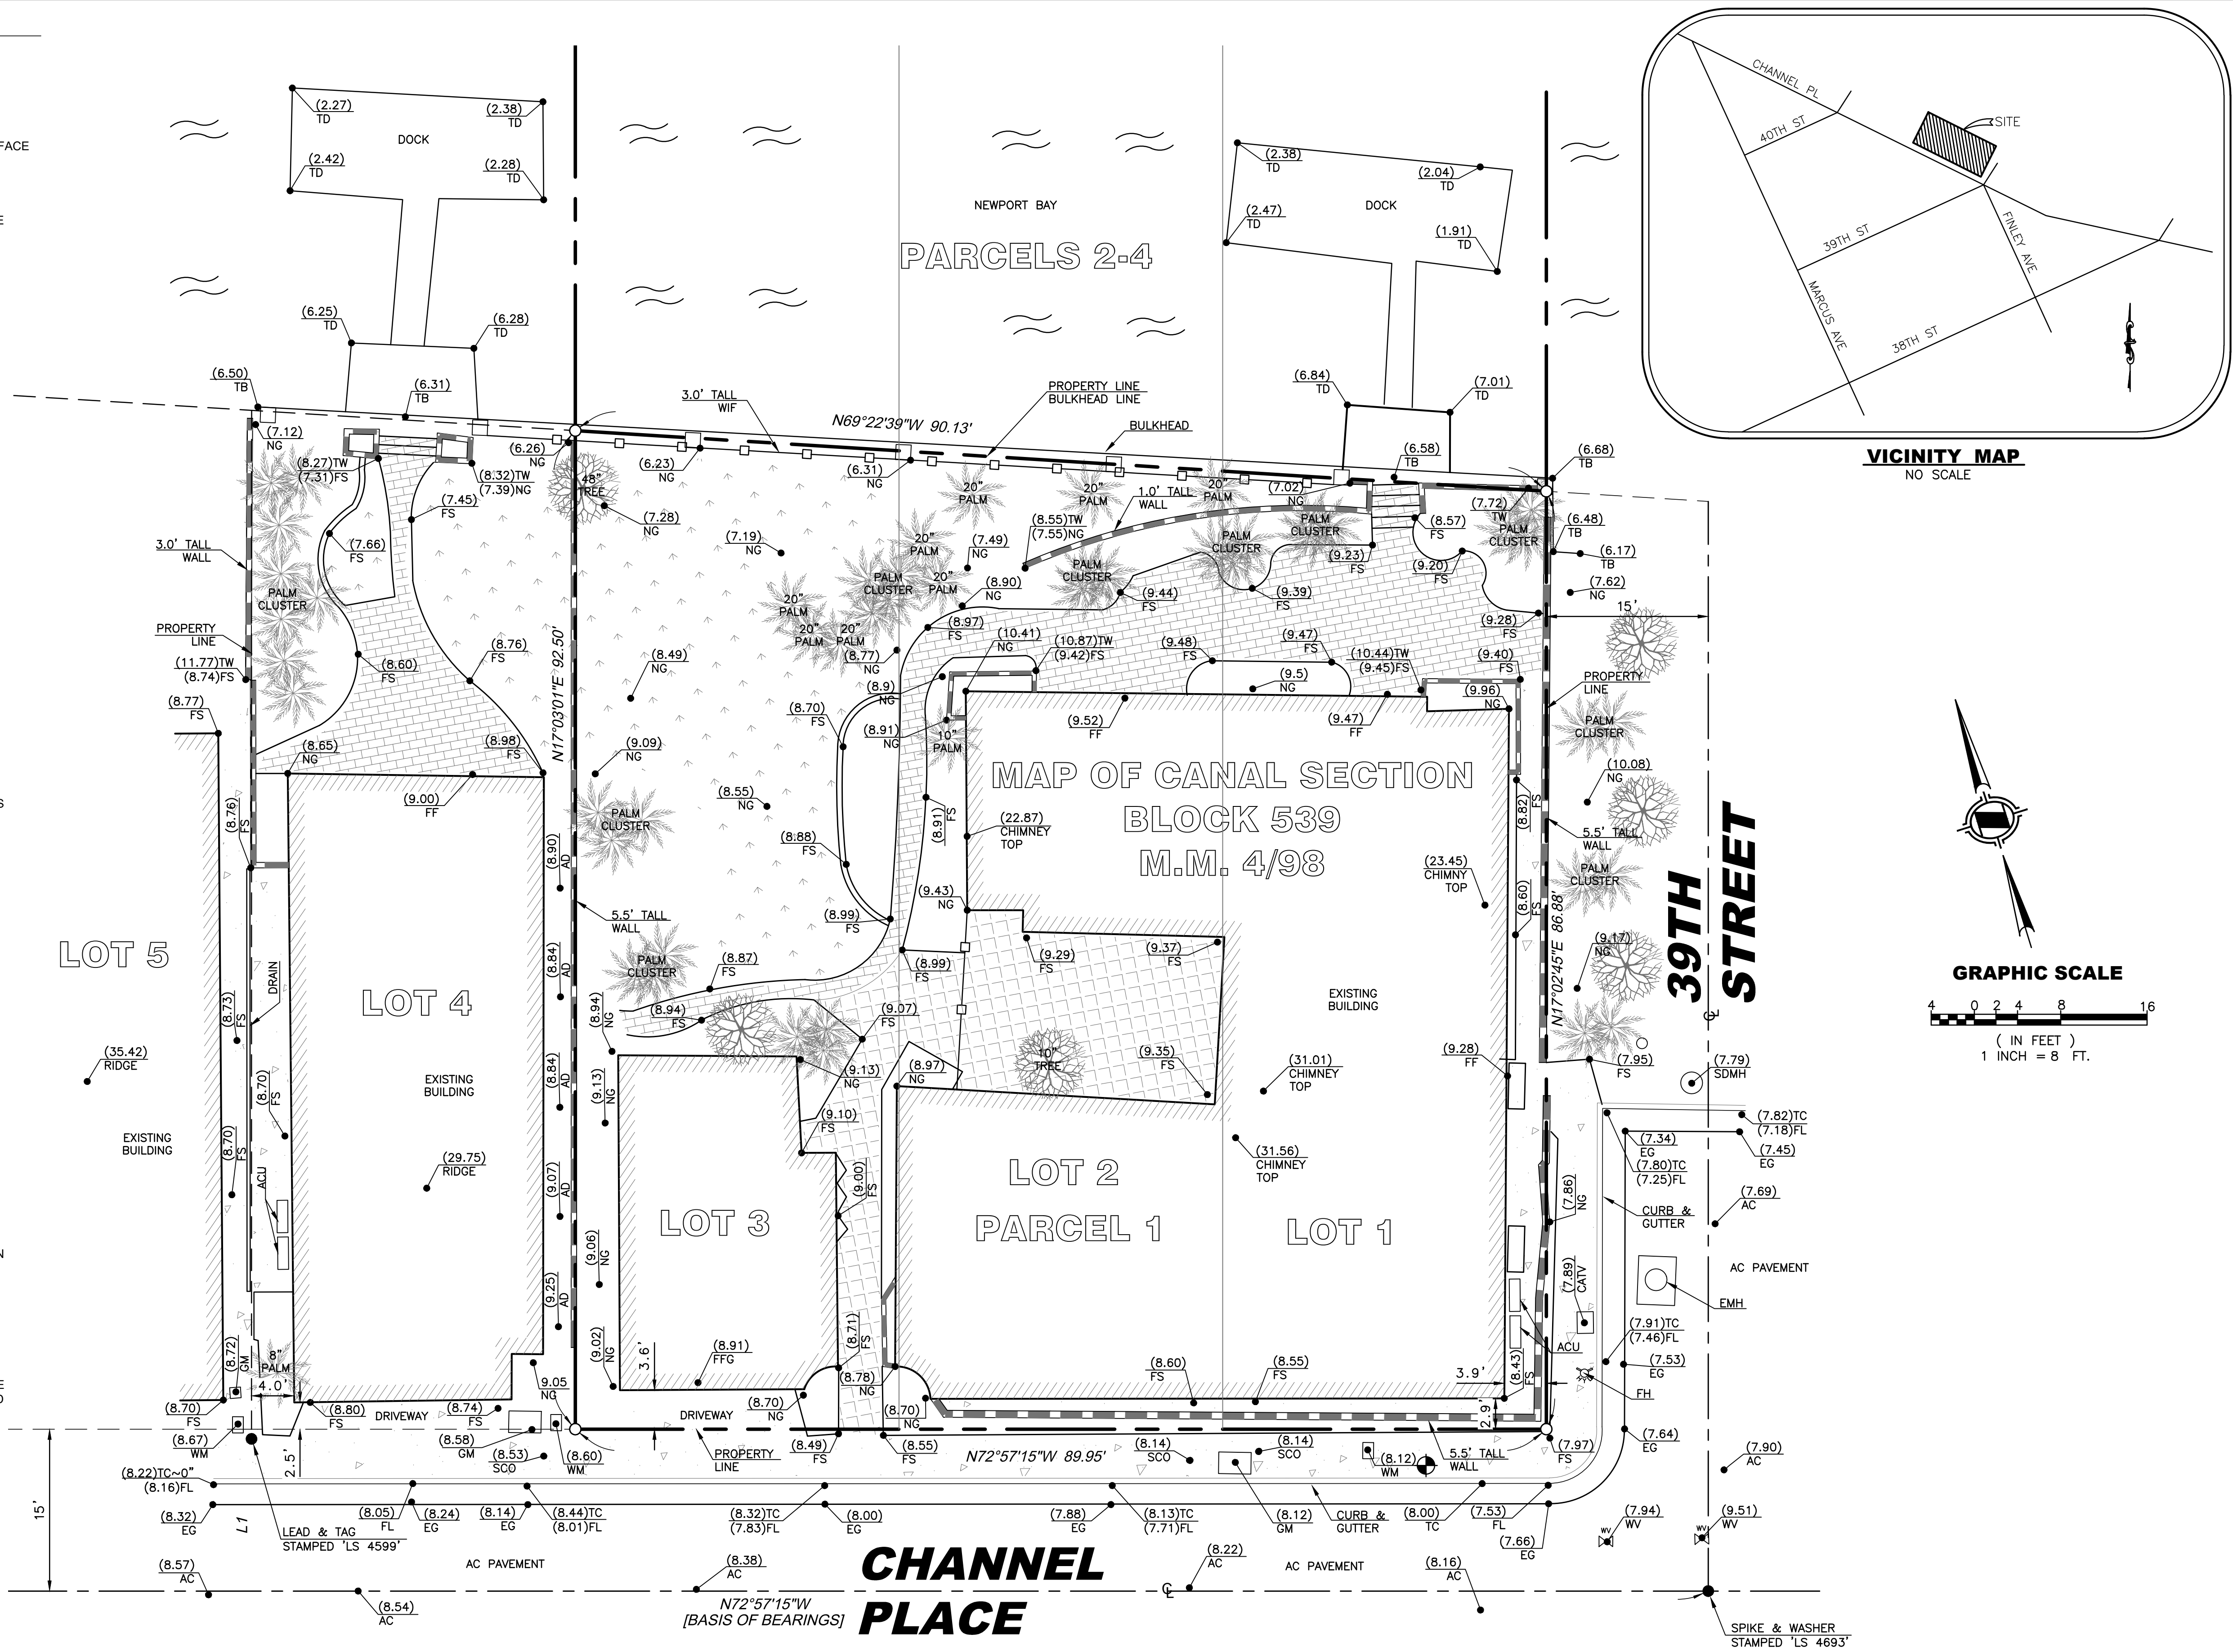 FACE
E
S
N
E
D
(2.27)
TD
(2.38)
TD
DOCK
(2.42)
TD
(2.28)
TD
(6.25)
TD
(6.28)
TD
(6.50)
TB
(6.31)
TB
(2.38)
TD
(2.04)
TD
DOCK
(2.47)
TD
(1.91)
TD
NEWPORT BAY
PARCELS 2-4
CHANNEL PL
40TH ST
SITE
39TH ST
FINLEY AVE
MARCUS AVE
38TH ST
VICINITY MAP
NO SCALE
3.0' TALL
WIF
N69°22'39"W 90.13'
PROPERTY LINE
BULKHEAD LINE
BULKHEAD
(6.84)
TD
(7.01)
TD
(6.58)
TB
(6.68)
TB
(7.12)
NG
(8.27)TW
(7.31)FS
(8.32)TW
(7.39)NG
(6.26)
NG
(6.23)
NG
(6.31)
NG
(7.02)
NG
(7.72)
TW
(6.48)
TB
(6.17)
TB
(7.62)
NG
48"
TREE
(7.28)
NG
(7.45)
FS
(7.66)
FS
3.0' TALL
WALL
PALM
CLUSTER
PROPERTY
LINE
(11.77)TW
(8.74)FS
(8.77)
FS
(8.60)
FS
(8.76)
FS
(8.65)
NG
(8.98)
FS
(9.00)
FF
(8.76)
FS
N17°03'01"E 92.50'
(7.19)
NG
(7.49)
NG
20"
PALM
20"
PALM
20"
PALM
1.0' TALL
WALL
(8.55)TW
(7.55)NG
PALM
CLUSTER
PALM
CLUSTER
PALM
CLUSTER
PALM
CLUSTER
20"
PALM
20"
PALM
PALM
CLUSTER
20"
PALM
20"
PALM
20"
PALM
(8.90)
NG
(8.97)
FS
(8.77)
NG
(10.41)
NG
(10.87)TW
(9.42)FS
(9.44)
FS
(9.39)
FS
(9.23)
FS
(8.57)
FS
(9.20)
FS
(9.28)
FS
15'
(9.48)
FS
(9.47)
FS
(9.5)
NG
(10.44)TW
(9.45)FS
(9.40)
FS
(9.96)
NG
PROPERTY
LINE
PALM
CLUSTER
(8.49)
NG
(8.9)
NG
(8.70)
FS
(8.91)
NG
10"
PALM
(9.52)
FF
(9.47)
FF
(9.09)
NG
(8.55)
NG
PALM
CLUSTER
(8.88)
FS
(8.91)
FS
(8.99)
FS
(9.43)
NG
(22.87)
CHIMNEY
TOP
MAP OF CANAL SECTION
BLOCK 539
M.M. 4/98
(23.45)
CHIMNY
TOP
(8.82)
FS
(8.60)
FS
(10.08)
NG
5.5' TALL
WALL
PALM
CLUSTER
N17°02'45"E 86.88'
(9.17)
NG
39TH
STREET
GRAPHIC SCALE
4 0 2 4 8 16
( IN FEET )
1 INCH = 8 FT.
LOT 5
LOT 4
DRAIN
(8.73)
FS
(8.70)
FS
(8.70)
FS
ACU
(35.42)
RIDGE
EXISTING
BUILDING
EXISTING
BUILDING
(29.75)
RIDGE
(8.90)
AD
(8.84)
AD
(8.84)
AD
(9.07)
AD
(9.25)
AD
5.5' TALL
WALL
PALM
CLUSTER
(8.87)
FS
(8.94)
NG
(8.94)
FS
(8.99)
FS
(9.07)
FS
(9.29)
FS
(9.37)
FS
(9.35)
FS
10"
TREE
EXISTING
BUILDING
(31.01)
CHIMNEY
TOP
(31.56)
CHIMNEY
TOP
(9.28)
FF
(7.95)
FS
(7.79)
SDMH
(9.13)
NG
(9.13)
NG
(9.10)
FS
(8.97)
NG
(9.00)
FS
(9.06)
NG
(9.02)
NG
LOT 3
LOT 2
PARCEL 1
LOT 1
(7.82)TC
(7.18)FL
(7.34)
EG
(7.45)
EG
(7.80)TC
(7.25)FL
(7.86)
NG
CURB &
GUTTER
(7.69)
AC
(7.89)
CATV
AC PAVEMENT
EMH
(7.91)TC
(7.46)FL
(7.53)
EG
ACU
FH
(8.72)
GM
8"
PALM
4.0'
(8.70)
FS
(8.80)
FS
DRIVEWAY
(8.74)
FS
9.05
NG
3.6'
(8.91)
FFG
(8.71)
FS
(8.70)
NG
(8.78)
NG
(8.70)
NG
(8.60)
FS
(8.55)
FS
3.9'
(8.43)
FS
2.9'
(8.67)
WM
(8.58)
GM
(8.53)
SCO
(8.60)
WM
DRIVEWAY
PROPERTY
LINE
(8.49)
FS
(8.55)
FS
N72°57'15"W 89.95'
(8.14)
SCO
(8.14)
SCO
(8.12)
WM
5.5' TALL
WALL
(7.97)
FS
(7.64)
EG
(7.90)
AC
(8.22)TC~0"
(8.16)FL
2.5'
15'
(8.32)
EG
L1
LEAD & TAG
STAMPED 'LS 4599'
(8.05)
FL
(8.24)
EG
(8.14)
EG
(8.44)TC
(8.01)FL
(8.32)TC
(7.83)FL
(8.00)
EG
(7.88)
EG
(8.13)TC
(7.71)FL
(8.12)
GM
CURB &
GUTTER
(8.00)
TC
(7.53)
FL
(7.66)
EG
WV
(7.94)
WV
WV
(9.51)
WV
(8.57)
AC
(8.54)
AC
AC PAVEMENT
(8.38)
AC
N72°57'15"W
[BASIS OF BEARINGS]
CHANNEL
PLACE
(8.22)
AC
AC PAVEMENT
(8.16)
AC
SPIKE & WASHER
STAMPED 'LS 4693'